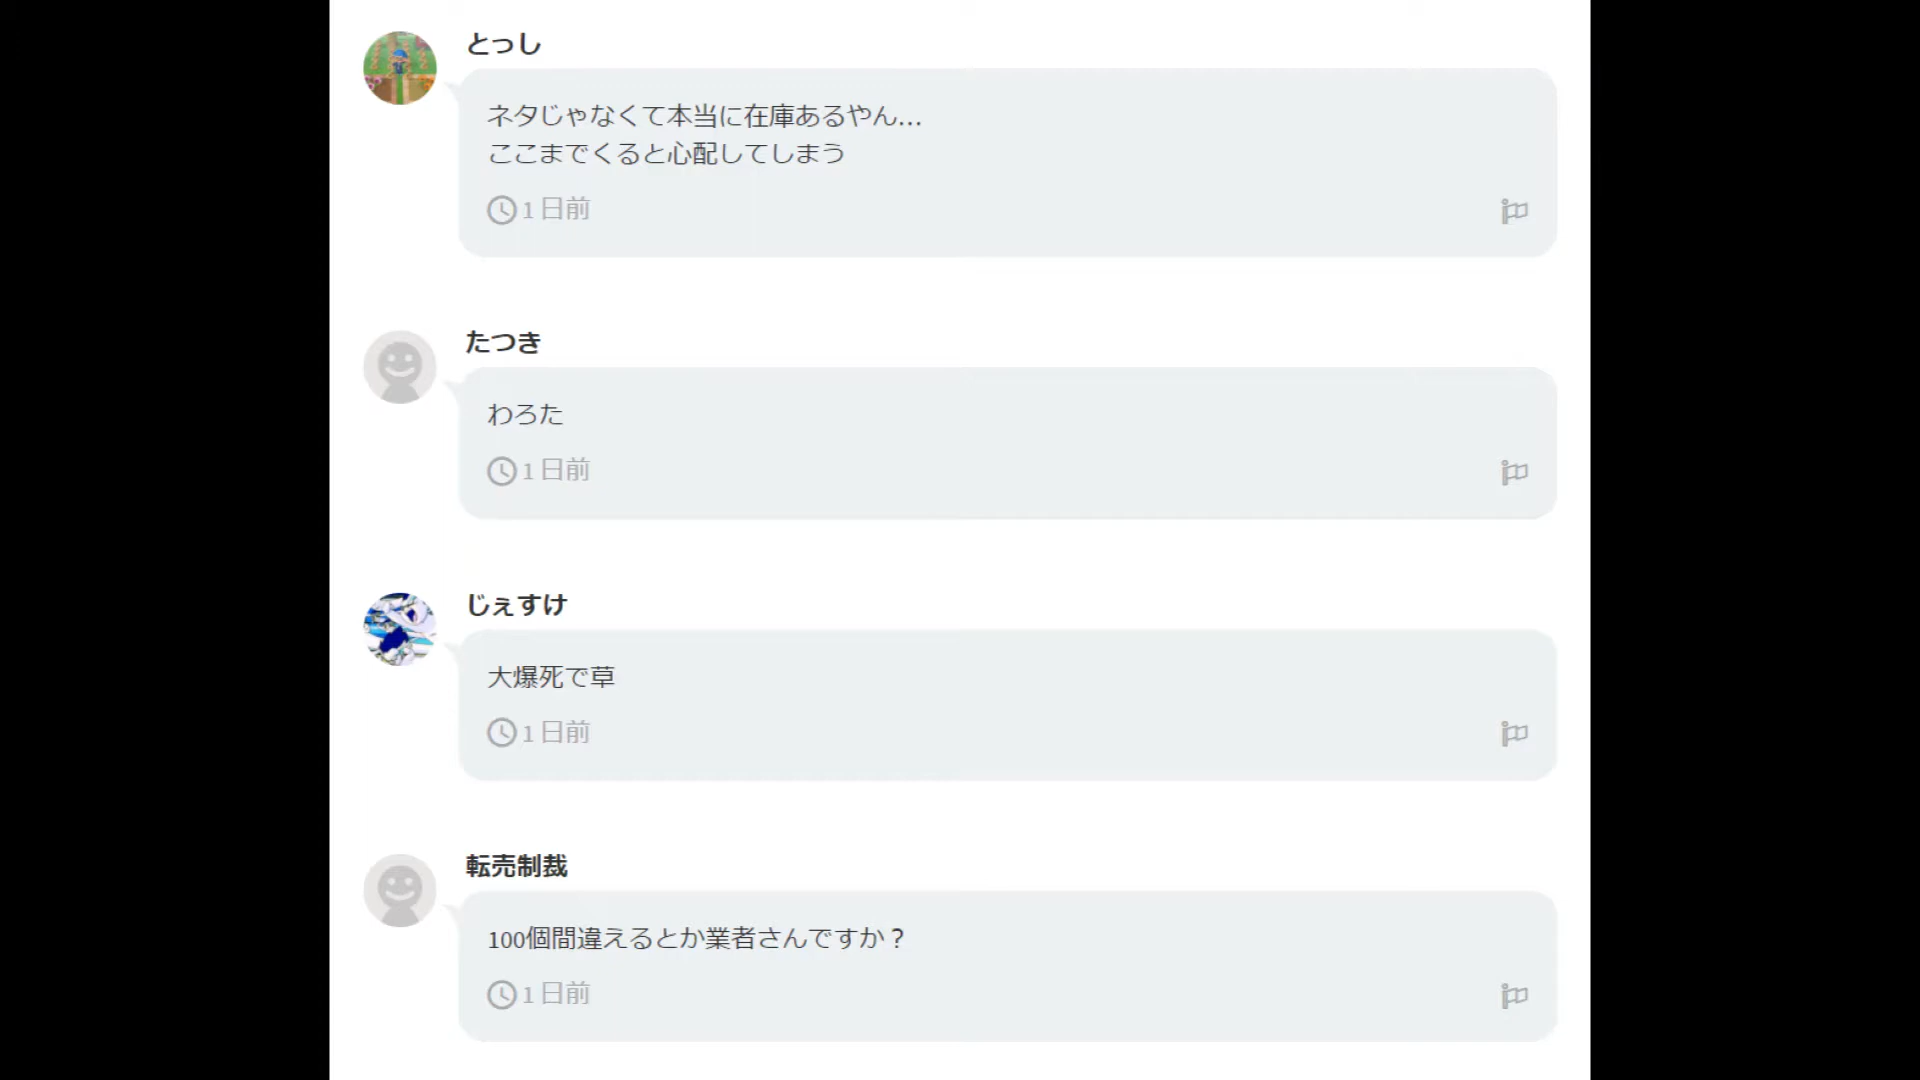 とっし
ネタじゃなくて本当に在庫あるやん…
ここまでくると心配してしまう
1 日前
たつき
わろた
1 日前
じぇすけ
大爆死で草
1 日前
転売制裁
100個間違えるとか業者さんですか？
1 日前